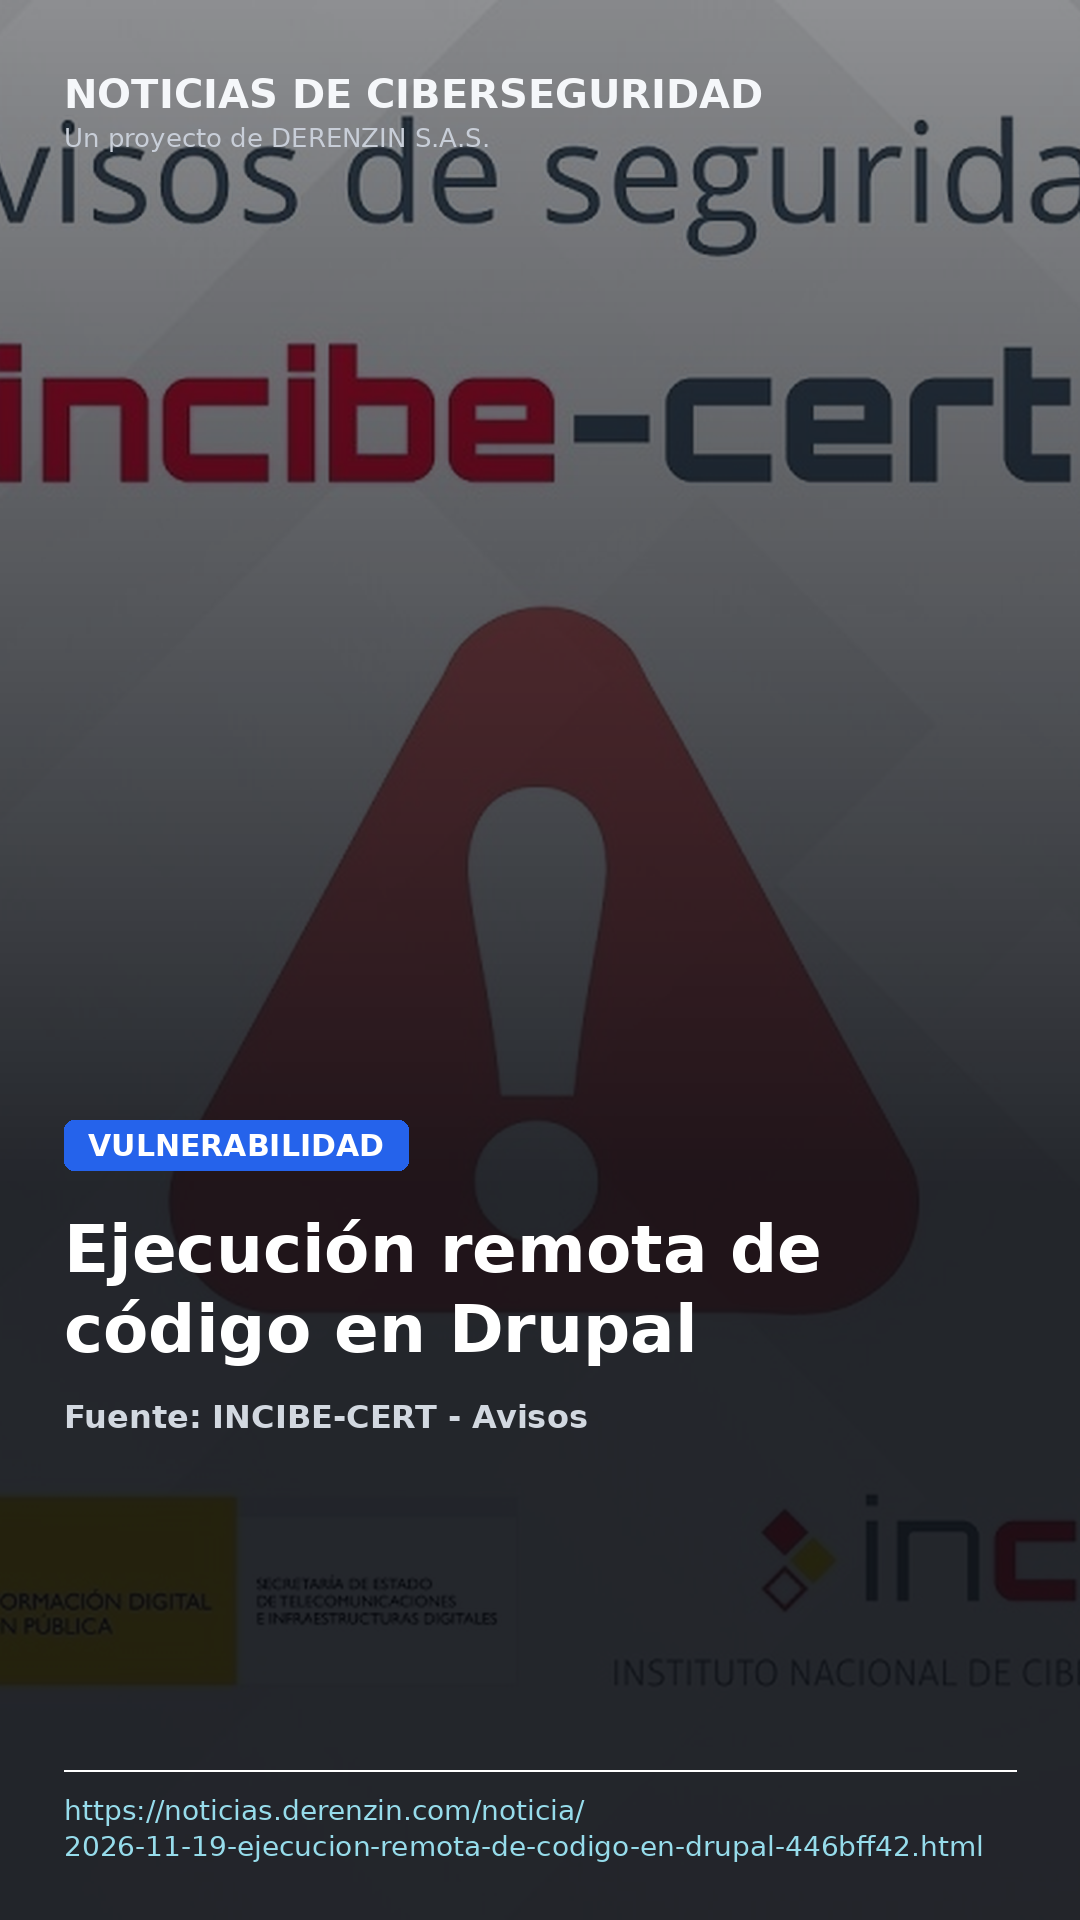 NOTICIAS DE CIBERSEGURIDAD
Un proyecto de DERENZIN S.A.S.
visos de segurida
incibe-cert
VULNERABILIDAD
Ejecución remota de
código en Drupal
Fuente: INCIBE-CERT - Avisos
ORMACIÓN DIGITAL
N PÚBLICA
SECRETARÍA DE ESTADO
DE TELECOMUNICACIONES
E INFRAESTRUCTURAS DIGITALES
inc
INSTITUTO NACIONAL DE CIB
https://noticias.derenzin.com/noticia/
2026-11-19-ejecucion-remota-de-codigo-en-drupal-446bff42.html